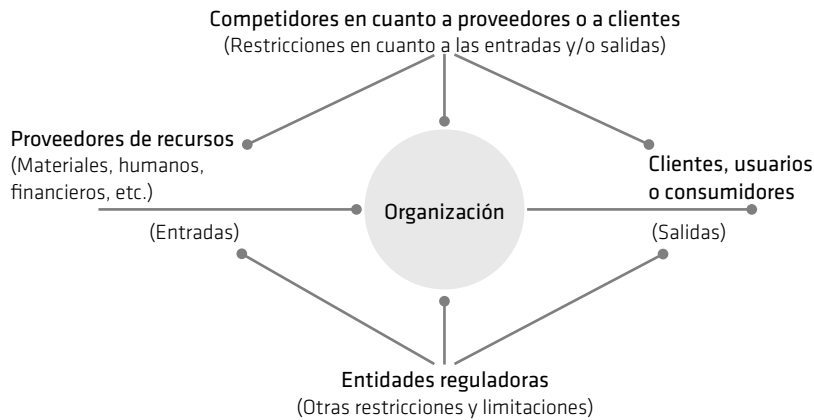 Competidores en cuanto a proveedores o a clientes
(Restricciones en cuanto a las entradas y/o salidas)
Proveedores de recursos
(Materiales, humanos,
financieros, etc.)
Clientes, usuarios
o consumidores
Organización
(Entradas)
(Salidas)
Entidades reguladoras
(Otras restricciones y limitaciones)